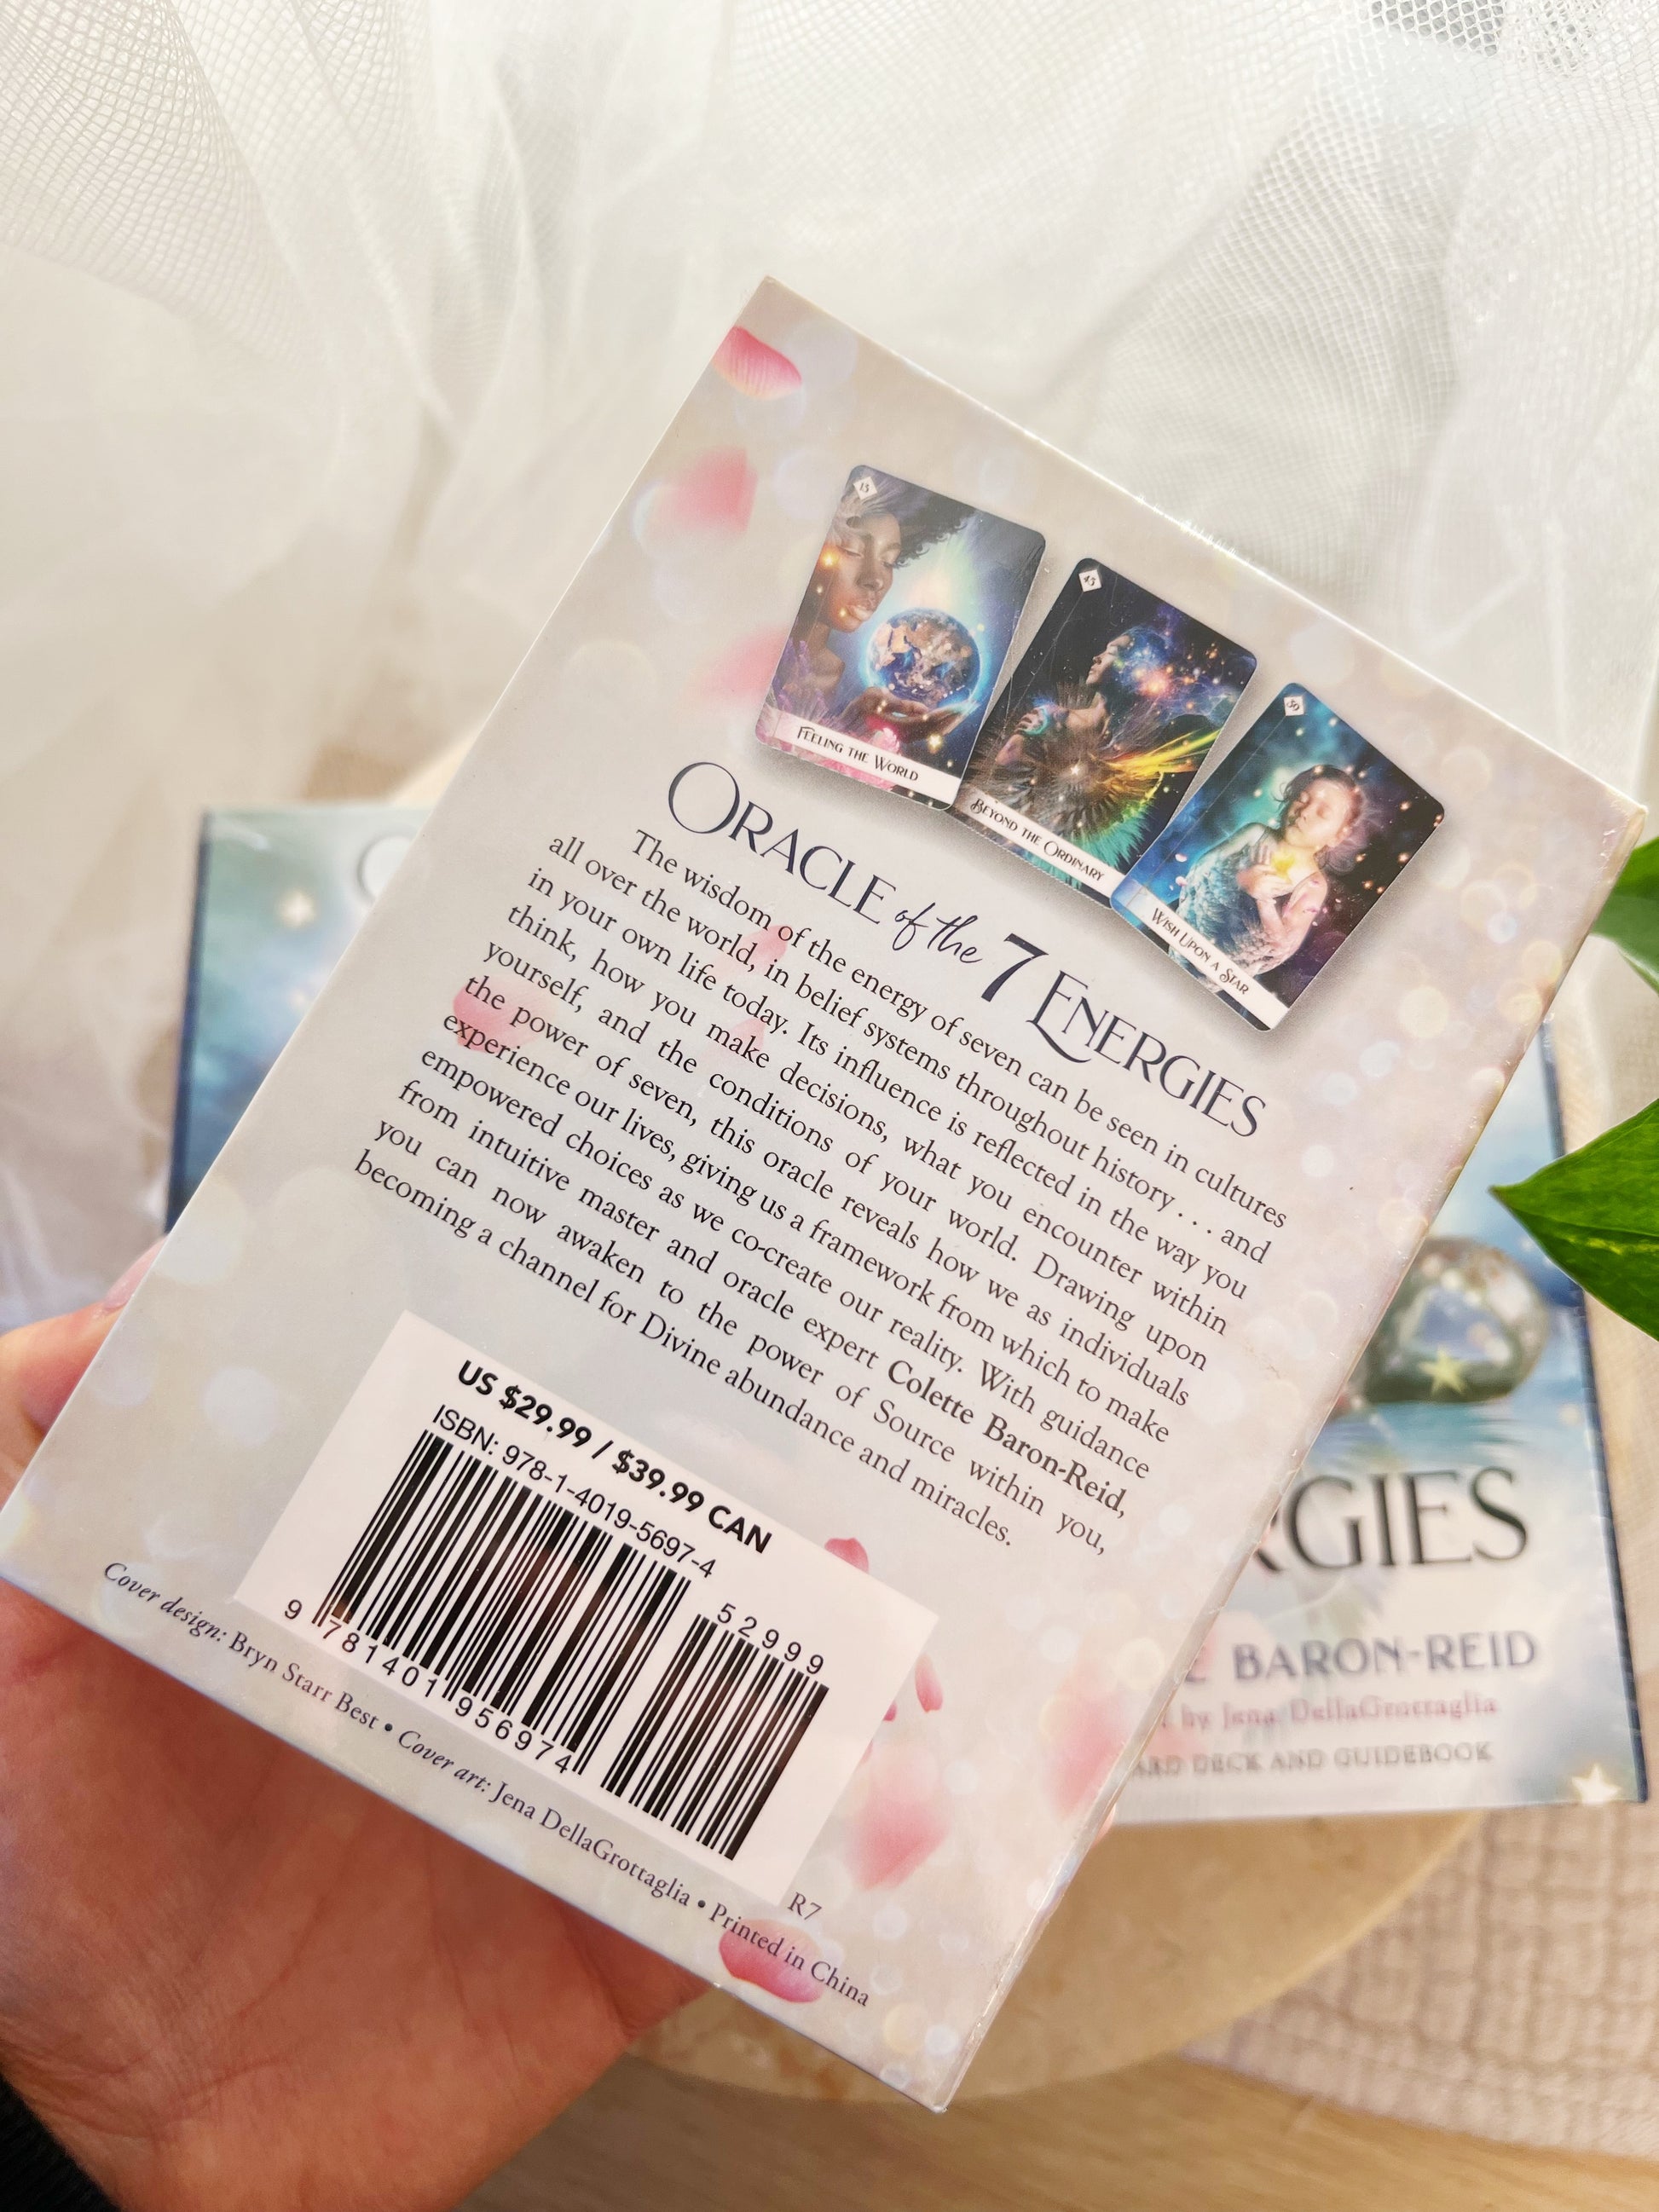 13
FEELING THE WORLD
45
BEYOND THE ORDINARY
WISH UPON A STAR
ORACLE of the 7 ENERGIES
The wisdom of the energy of seven can be seen in cultures
all over the world, in belief systems throughout history . . . and
in your own life today. Its influence is reflected in the way you
think, how you make decisions, what you encounter within
yourself, and the conditions of your world. Drawing upon
the power of seven, this oracle reveals how we as individuals
experience our lives, giving us a framework from which to make
empowered choices as we co-create our reality. With guidance
from intuitive master and oracle expert Colette Baron-Reid,
you can now awaken to the power of Source within you,
becoming a channel for Divine abundance and miracles.
US $29.99 / $39.99 CAN
ISBN: 978-1-4019-5697-4
52999
9 781401 956974
R7
Cover design: Bryn Starr Best • Cover art: Jena DellaGrottaglia • Printed in China
RGIES
E BARON-REID
by Jena DellaGrottaglia
ARD DECK AND GUIDEBOOK